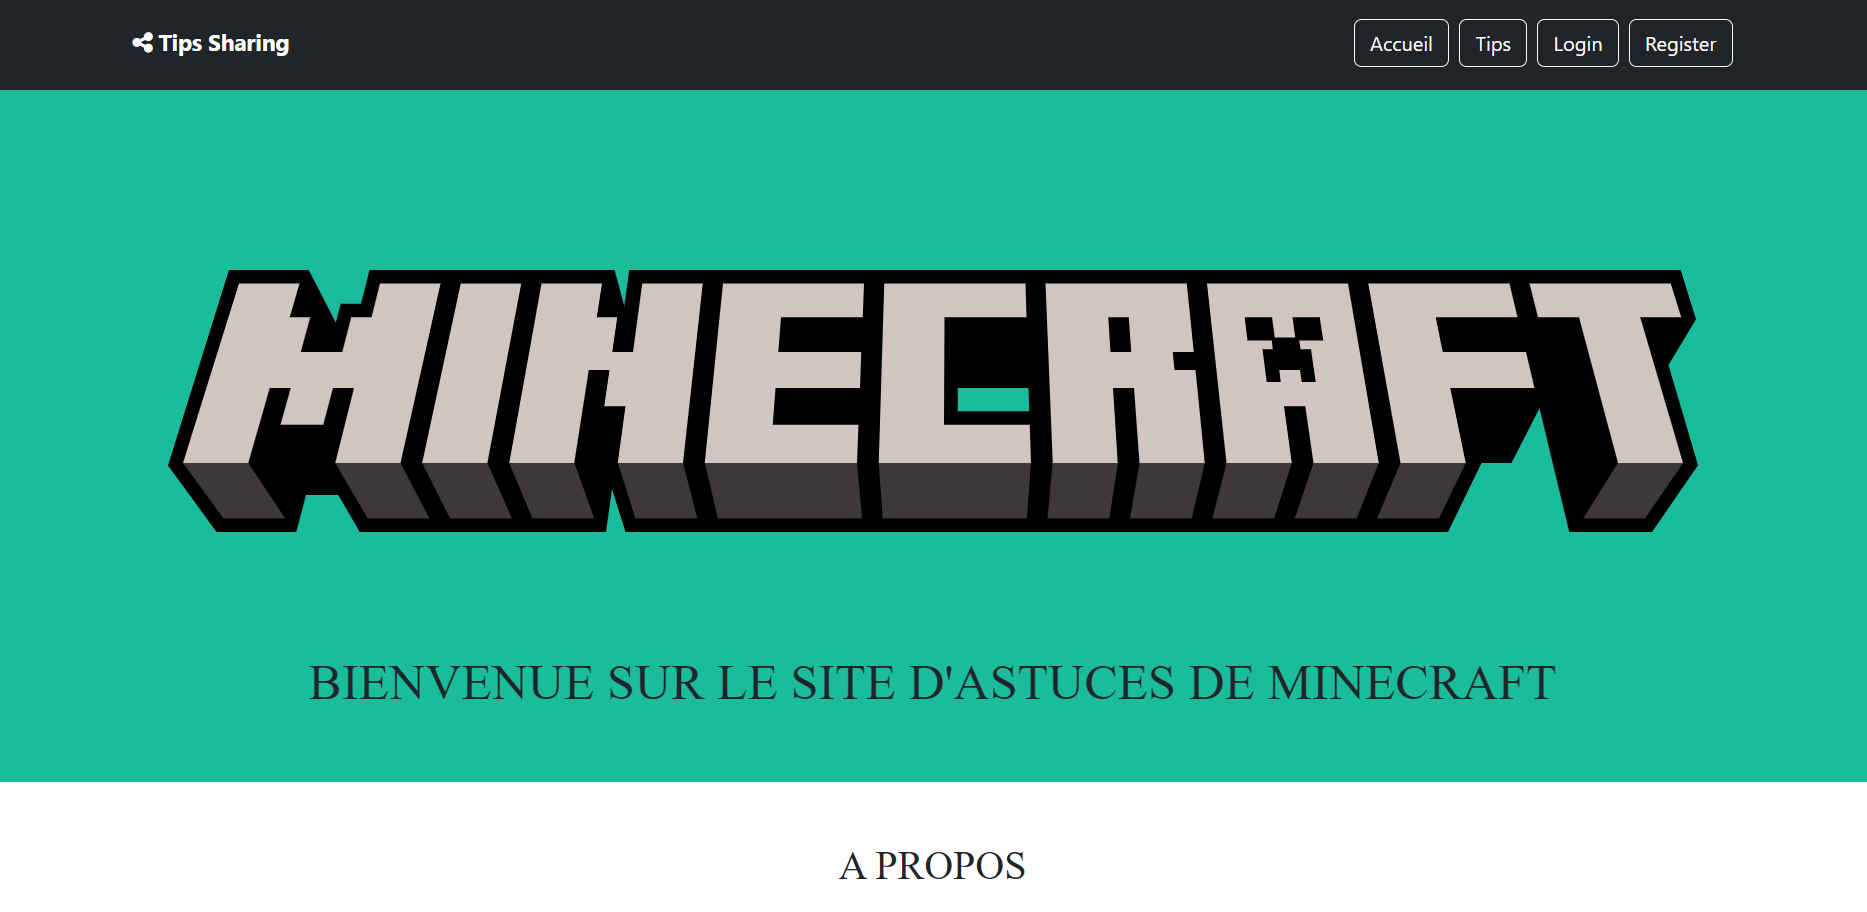 Tips Sharing
Accueil Tips Login Register
MINECRAFT
BIENVENUE SUR LE SITE D'ASTUCES DE MINECRAFT
A PROPOS